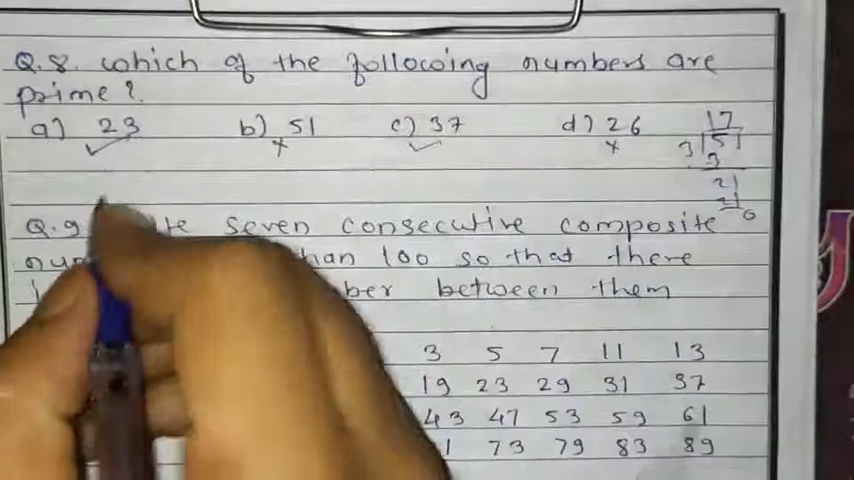 Q.8. which of the following numbers are
prime?
a) 23 b) 51 c) 37 d) 26
17
3 51
3
21
21
0
Q.9 seven consecutive composite
than 100 so that there
between them
3 5 7 11 13
19 23 29 31 37
43 47 53 59 61
73 79 83 89